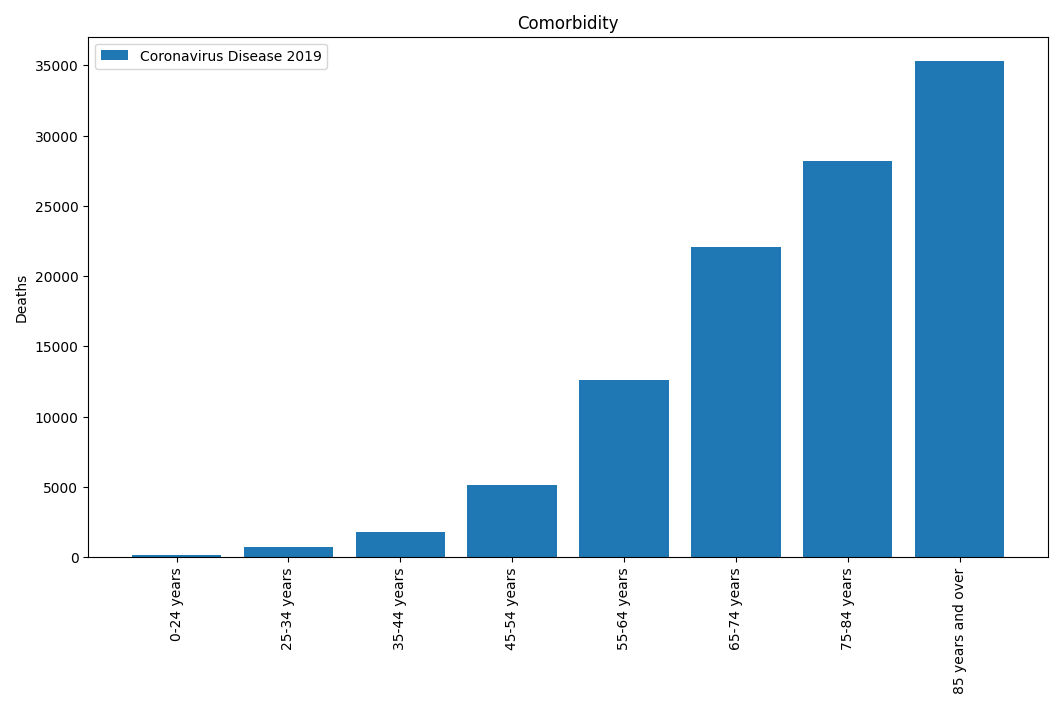 Comorbidity
Coronavirus Disease 2019
Deaths
35000
30000
25000
20000
15000
10000
5000
0
0-24 years
25-34 years
35-44 years
45-54 years
55-64 years
65-74 years
75-84 years
85 years and over